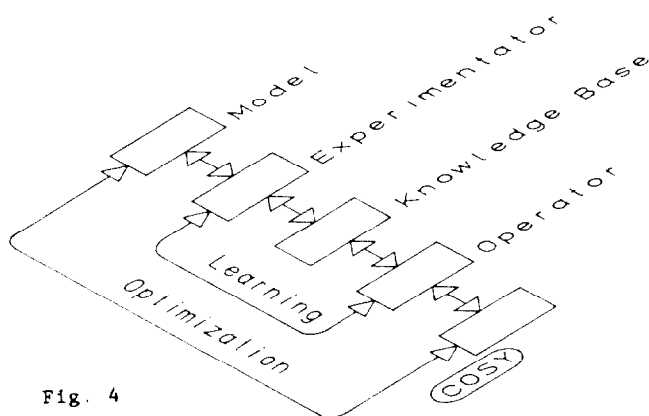 Model
Experimentator
Knowledge Base
Operator
Learning
Optimization
COSY
Fig. 4